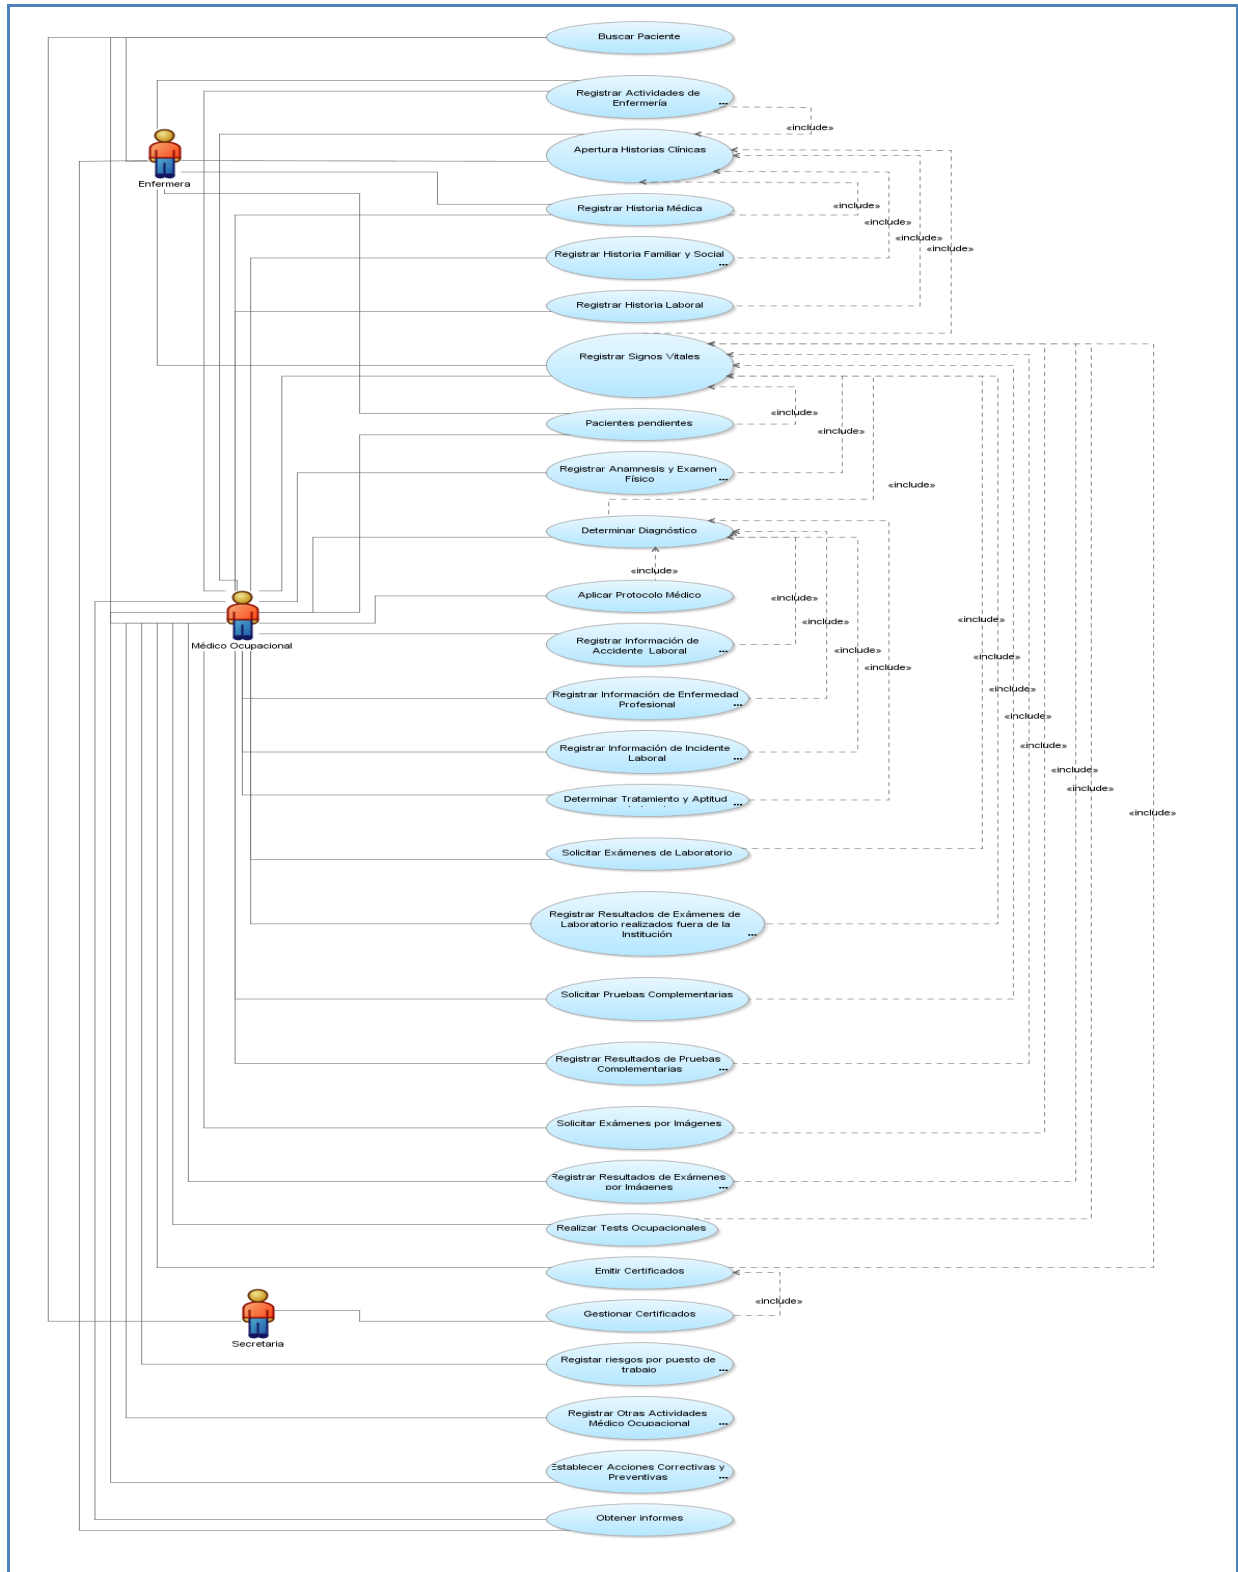 Buscar Paciente
Registrar Actividades de
Enfermería
...
«include»
Apertura Historias Clínicas
Enfermera
Registrar Historia Médica
«include»
«include»
«include»
«include»
Registrar Historia Familiar y Social
...
Registrar Historia Laboral
Registrar Signos Vitales
Pacientes pendientes
«include»
«include»
Registrar Anamnesis y Examen
Físico
...
«include»
Determinar Diagnóstico
«include»
Aplicar Protocolo Médico
«include»
«include»
«include»
Médico Ocupacional
Registrar Información de
Accidente Laboral
...
«include»
«include»
«include»
Registrar Información de Enfermedad
Profesional
...
«include»
«include»
Registrar Información de Incidente
Laboral
...
«include»
«include»
«include»
Determinar Tratamiento y Aptitud
...
«include»
Solicitar Exámenes de Laboratorio
Registrar Resultados de Exámenes de
Laboratorio realizados fuera de la
Institución
...
Solicitar Pruebas Complementarias
Registrar Resultados de Pruebas
Complementarias
...
Solicitar Exámenes por Imágenes
Registrar Resultados de Exámenes
por Imágenes
...
Realizar Tests Ocupacionales
Emitir Certificados
«include»
Gestionar Certificados
Secretaria
Registar riesgos por puesto de
trabajo
...
Registrar Otras Actividades
Médico Ocupacional
...
Establecer Acciones Correctivas y
Preventivas
...
Obtener informes